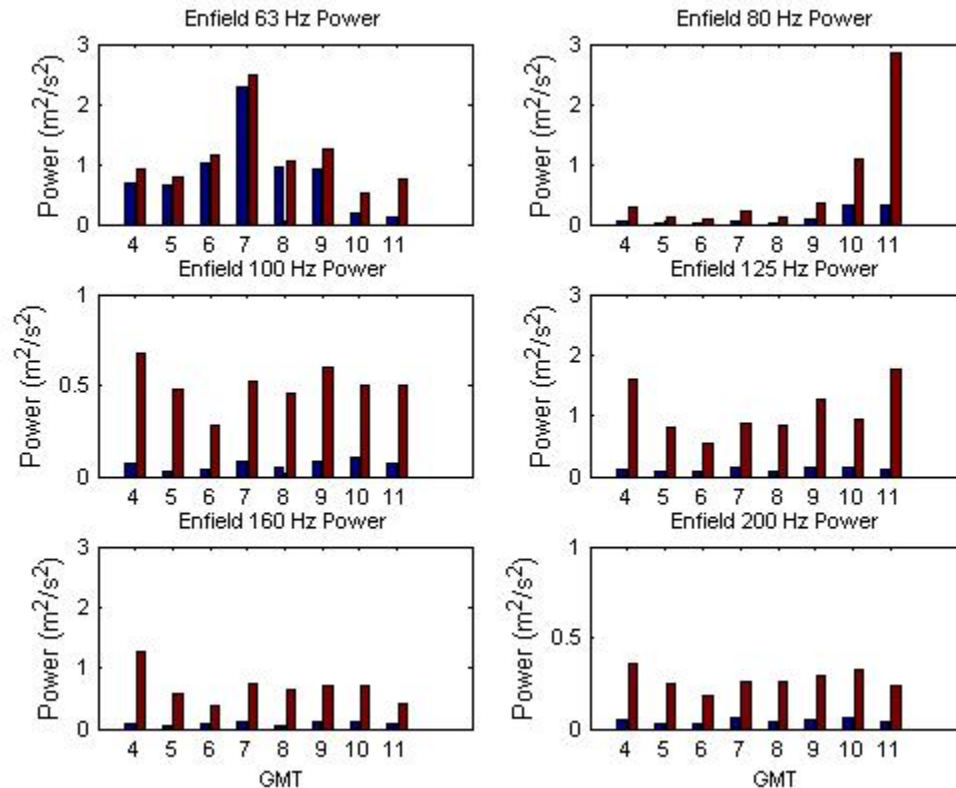 Enfield 63 Hz Power
Power (m²/s²)
3
2
1
0
4 5 6 7 8 9 10 11
Enfield 80 Hz Power
Power (m²/s²)
3
2
1
0
4 5 6 7 8 9 10 11
Enfield 100 Hz Power
Power (m²/s²)
1
0.5
0
4 5 6 7 8 9 10 11
Enfield 125 Hz Power
Power (m²/s²)
3
2
1
0
4 5 6 7 8 9 10 11
Enfield 160 Hz Power
Power (m²/s²)
3
2
1
0
4 5 6 7 8 9 10 11
GMT
Enfield 200 Hz Power
Power (m²/s²)
1
0.5
0
4 5 6 7 8 9 10 11
GMT